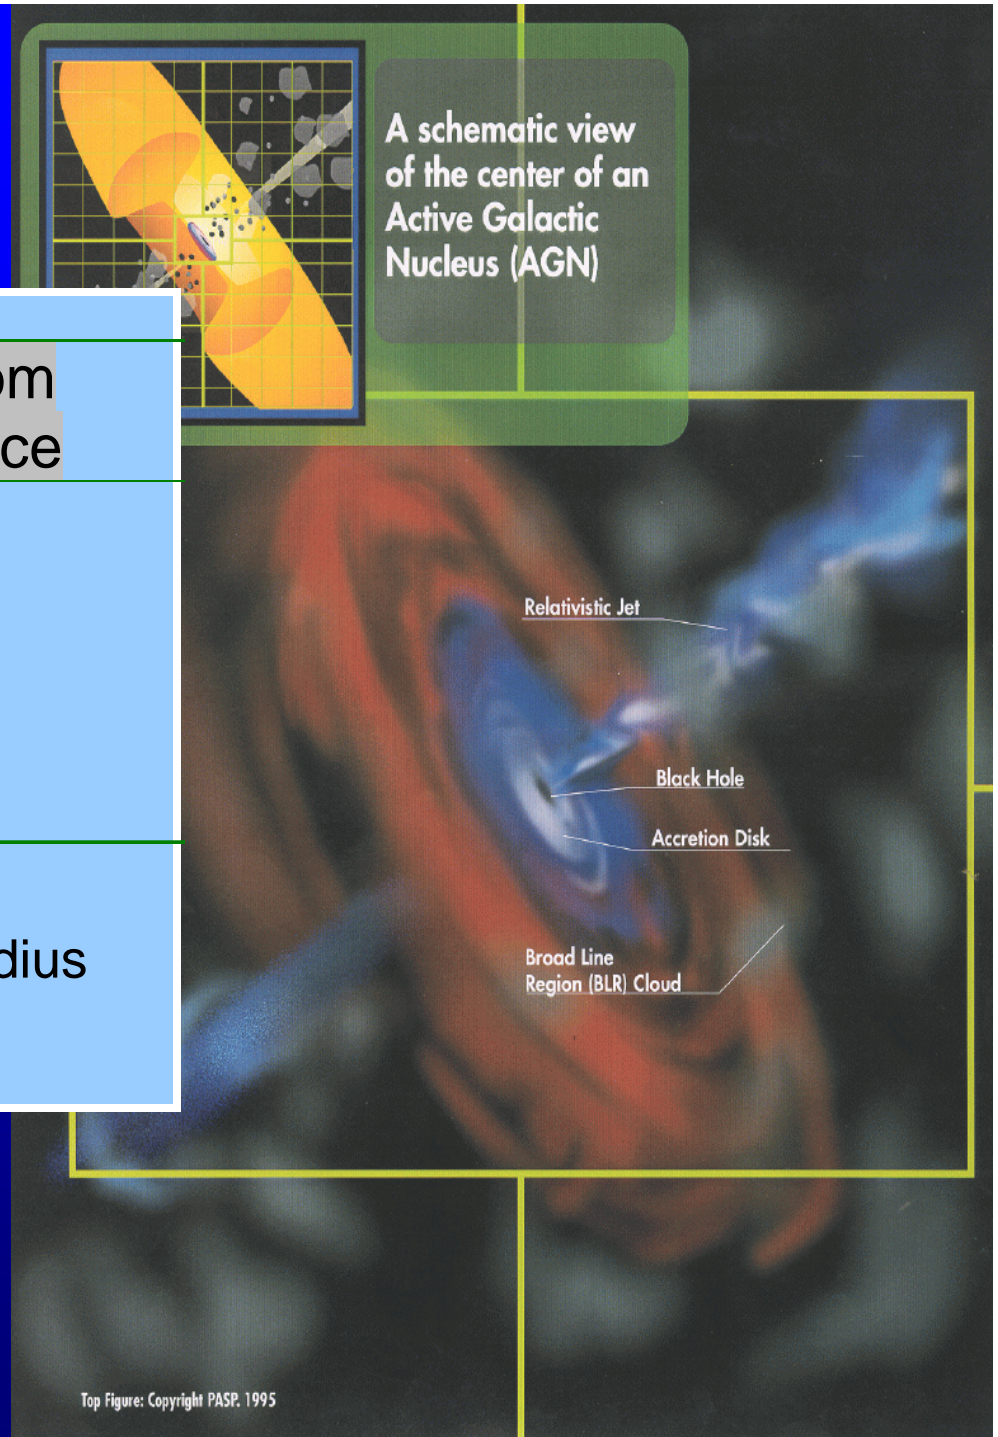 A schematic view
of the center of an
Active Galactic
Nucleus (AGN)
om
ce
dius
Relativistic Jet
Black Hole
Accretion Disk
Broad Line
Region (BLR) Cloud
Top Figure: Copyright PASP. 1995